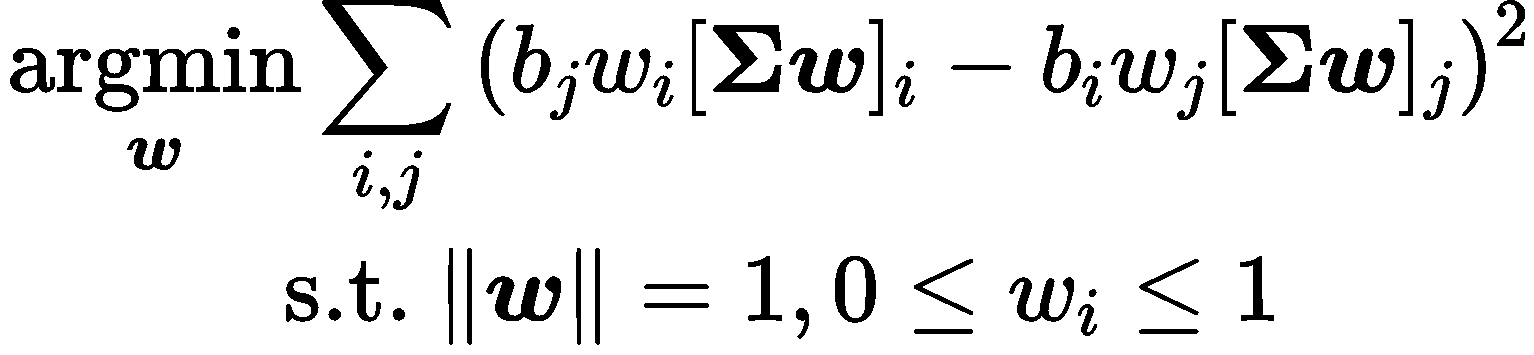 argmin_w ∑_{i,j} (b_j w_i[Σw]_i − b_i w_j[Σw]_j)^2
s.t. ‖w‖ = 1, 0 ≤ w_i ≤ 1